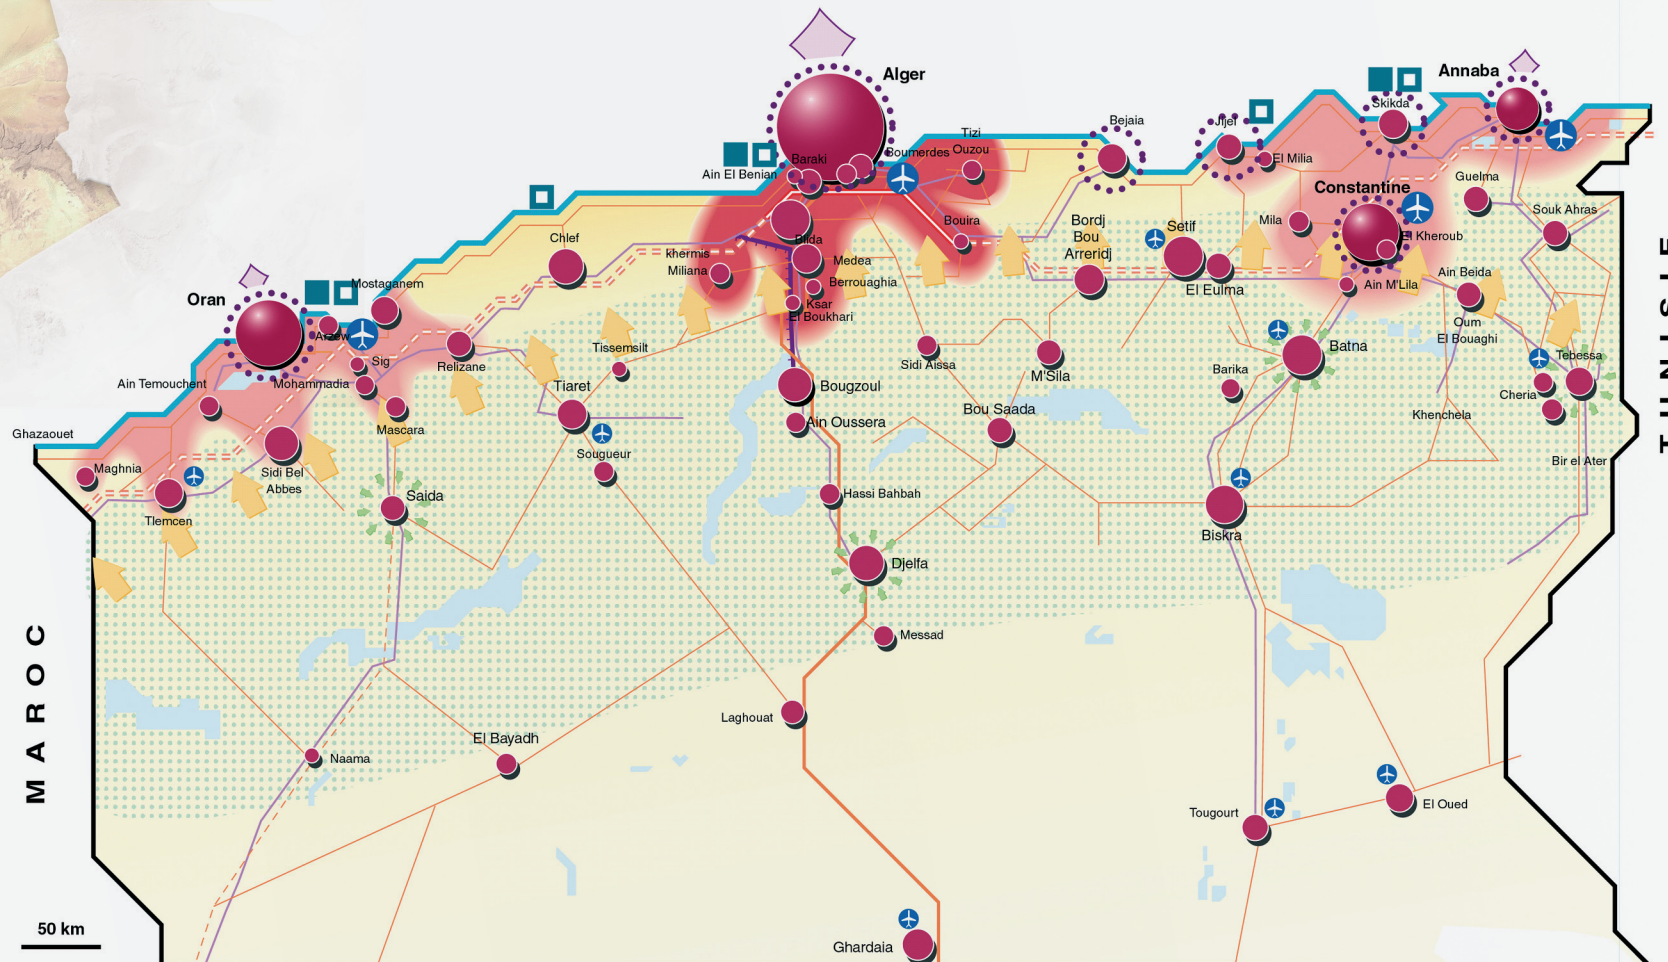 Alger
Annaba
Skikda
Bejaia
Jijel
Tizi
Ouzou
Boumerdes
Baraki
Ain El Benian
El Milia
Guelma
Constantine
Souk Ahras
Mila
El Kheroub
Bouira
Bordj
Bou
Arreridj
Setif
Chlef
Blida
khermis
Miliana
Medea
Berrouaghia
Ain Beida
Ain M'Lila
El Eulma
Mostaganem
Oran
Ksar
El Boukhari
Oum
El Bouaghi
Arzew
Tissemsilt
Batna
Tebessa
Sig
Relizane
Sidi Aissa
M'Sila
Barika
Ain Temouchent
Mohammadia
Tiaret
Bougzoul
Cheria
Bou Saada
Khenchela
Ghazaouet
Mascara
Ain Oussera
Sougueur
Maghnia
Sidi Bel
Abbes
Bir el Ater
Saida
Hassi Bahbah
Tlemcen
Biskra
Djelfa
Messad
MAROC
TUNISIE
Laghouat
El Bayadh
Naama
El Oued
Tougourt
50 km
Ghardaia